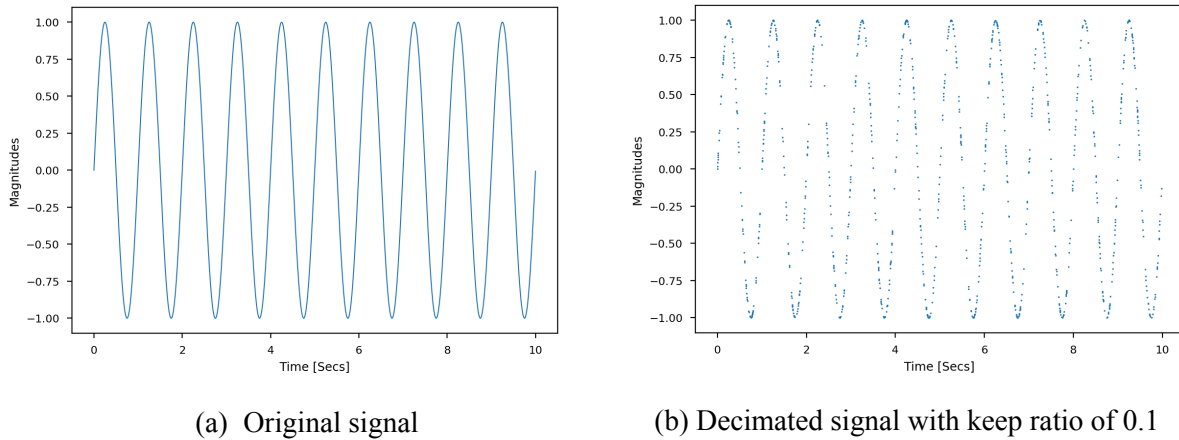 1.00
0.75
0.50
0.25
0.00
−0.25
−0.50
−0.75
−1.00
Magnitudes
0 2 4 6 8 10
Time [Secs]
(a) Original signal
1.00
0.75
0.50
0.25
0.00
−0.25
−0.50
−0.75
−1.00
Magnitudes
0 2 4 6 8 10
Time [Secs]
(b) Decimated signal with keep ratio of 0.1